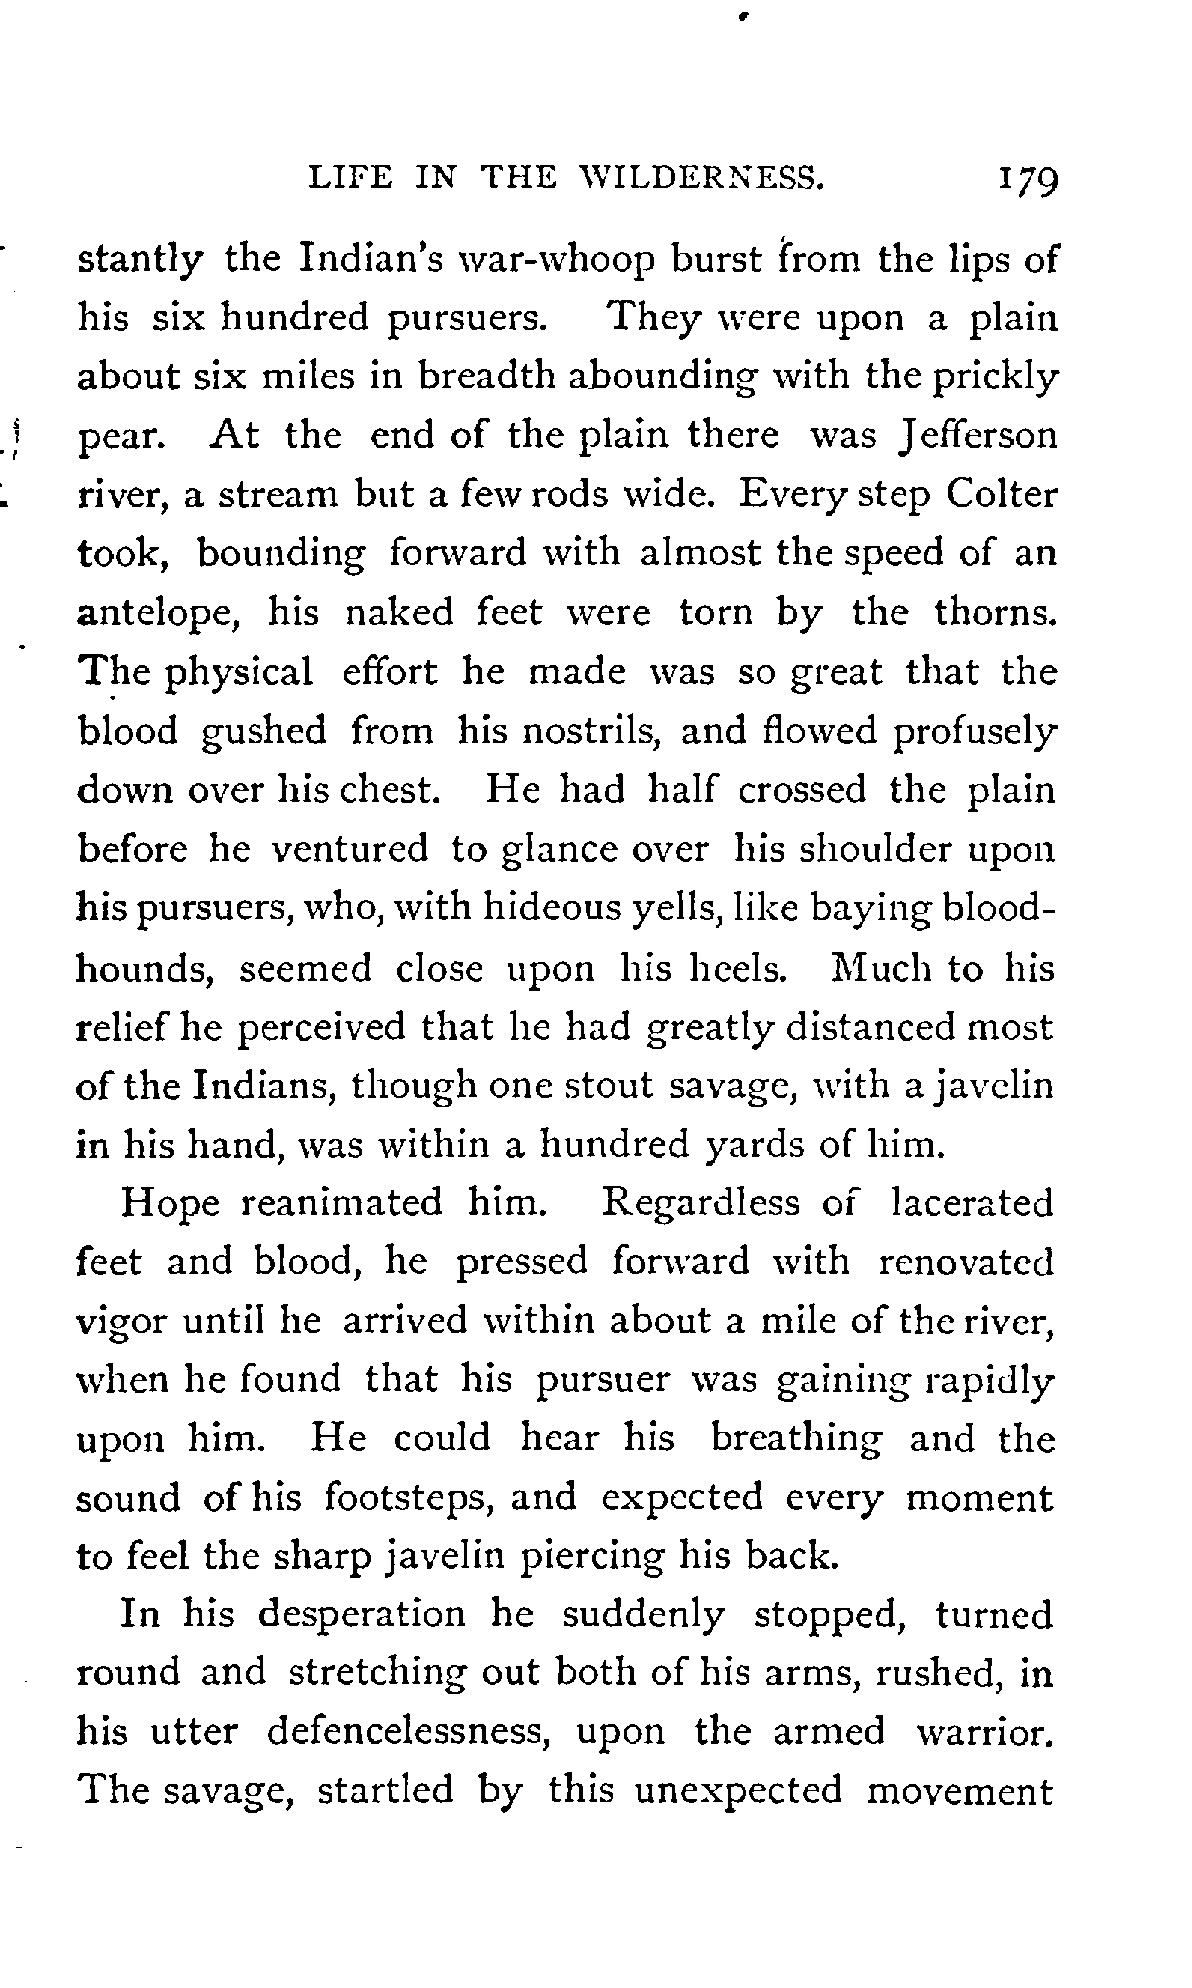 LIFE IN THE WILDERNESS. 179
stantly the Indian's war-whoop burst from the lips of
his six hundred pursuers. They were upon a plain
about six miles in breadth abounding with the prickly
pear. At the end of the plain there was Jefferson
river, a stream but a few rods wide. Every step Colter
took, bounding forward with almost the speed of an
antelope, his naked feet were torn by the thorns.
The physical effort he made was so great that the
blood gushed from his nostrils, and flowed profusely
down over his chest. He had half crossed the plain
before he ventured to glance over his shoulder upon
his pursuers, who, with hideous yells, like baying blood-
hounds, seemed close upon his heels. Much to his
relief he perceived that he had greatly distanced most
of the Indians, though one stout savage, with a javelin
in his hand, was within a hundred yards of him.
Hope reanimated him. Regardless of lacerated
feet and blood, he pressed forward with renovated
vigor until he arrived within about a mile of the river,
when he found that his pursuer was gaining rapidly
upon him. He could hear his breathing and the
sound of his footsteps, and expected every moment
to feel the sharp javelin piercing his back.
In his desperation he suddenly stopped, turned
round and stretching out both of his arms, rushed, in
his utter defencelessness, upon the armed warrior.
The savage, startled by this unexpected movement